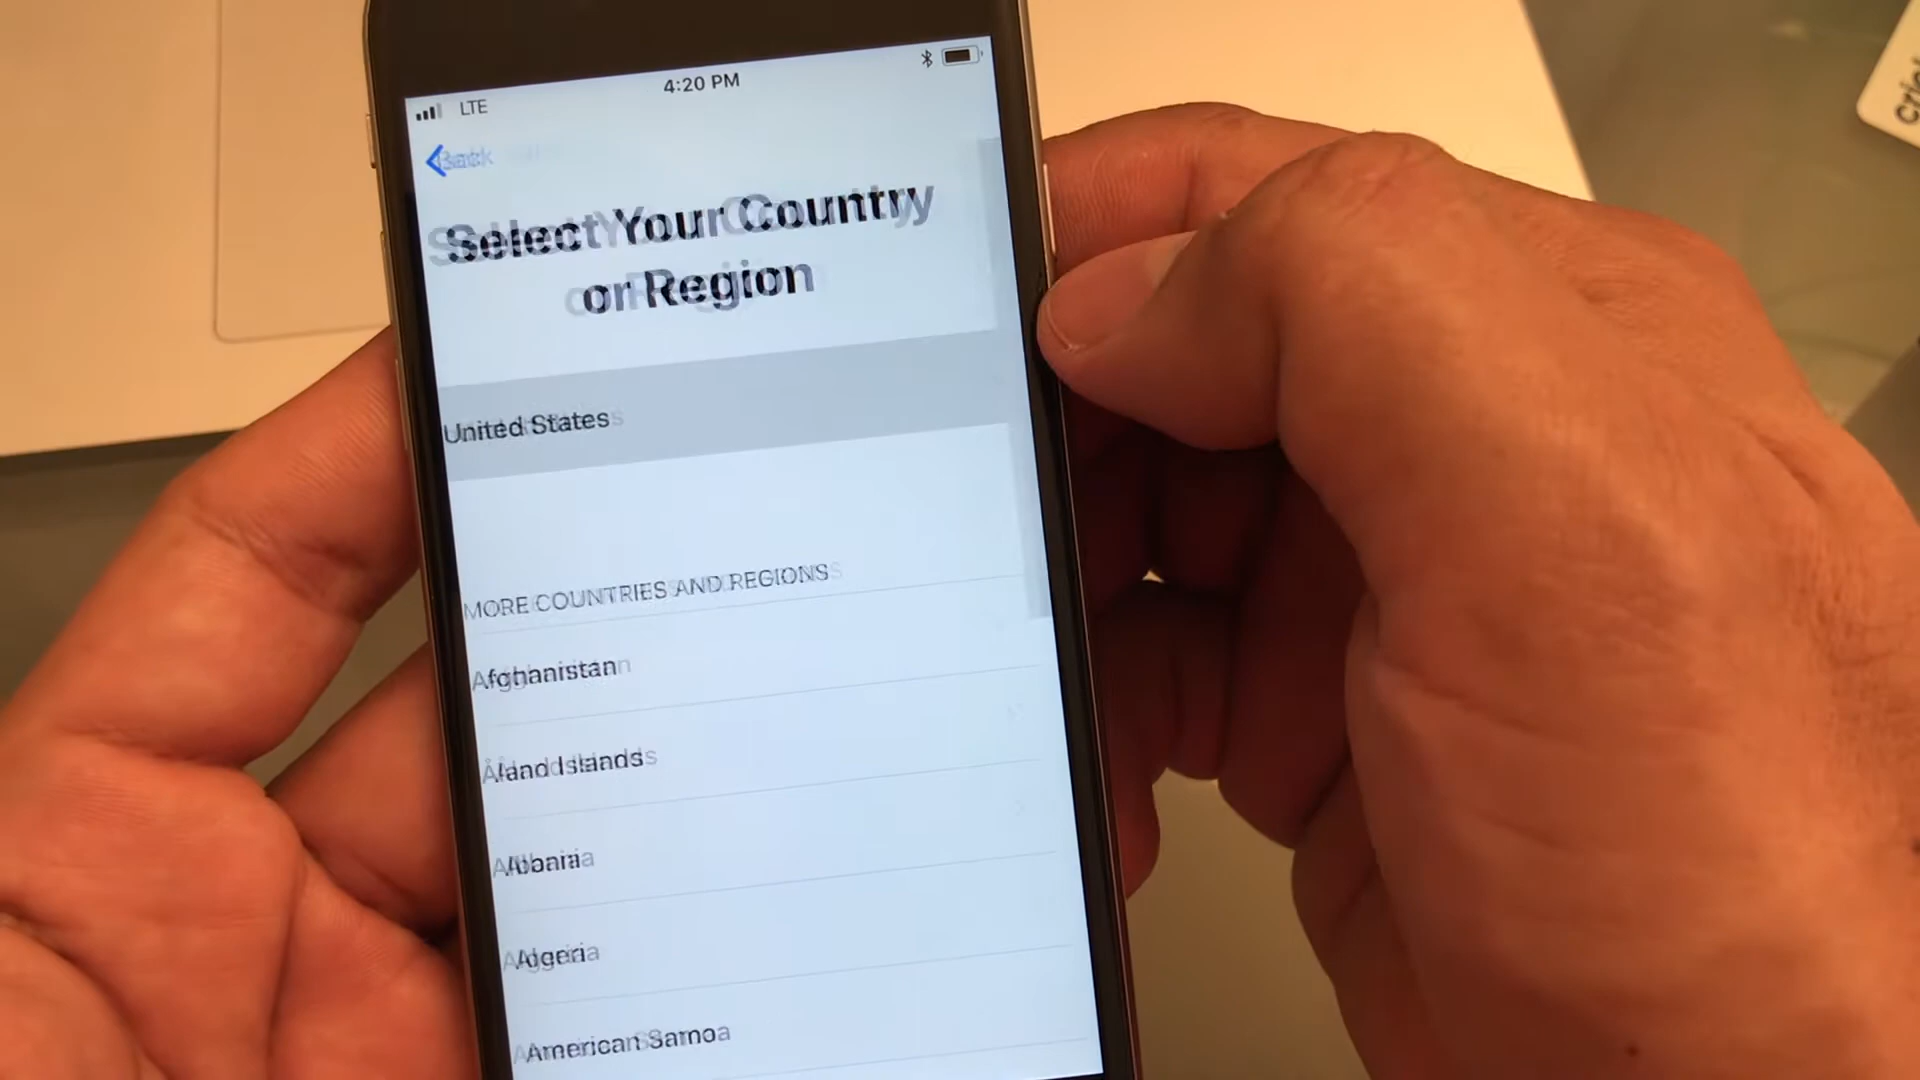 LTE
4:20 PM
Back
Select Your Country
or Region
United States
MORE COUNTRIES AND REGIONS
Afghanistan
Åland Islands
Albania
Algeria
American Samoa